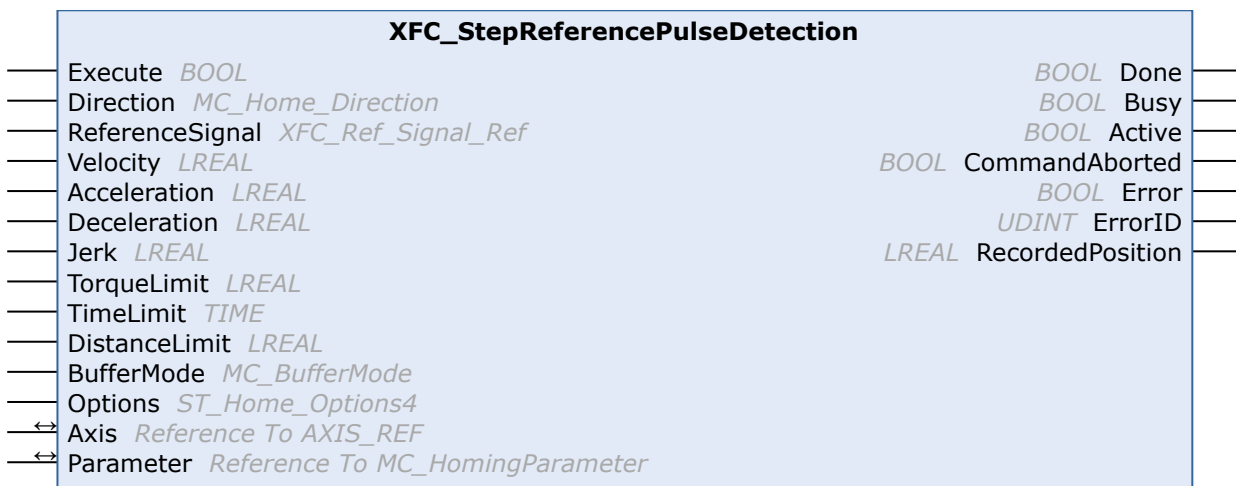 XFC_StepReferencePulseDetection
Execute BOOL BOOL Done
Direction MC_Home_Direction BOOL Busy
ReferenceSignal XFC_Ref_Signal_Ref BOOL Active
Velocity LREAL BOOL CommandAborted
Acceleration LREAL BOOL Error
Deceleration LREAL UDINT ErrorID
Jerk LREAL LREAL RecordedPosition
TorqueLimit LREAL
TimeLimit TIME
DistanceLimit LREAL
BufferMode MC_BufferMode
Options ST_Home_Options4
↔ Axis Reference To AXIS_REF
↔ Parameter Reference To MC_HomingParameter